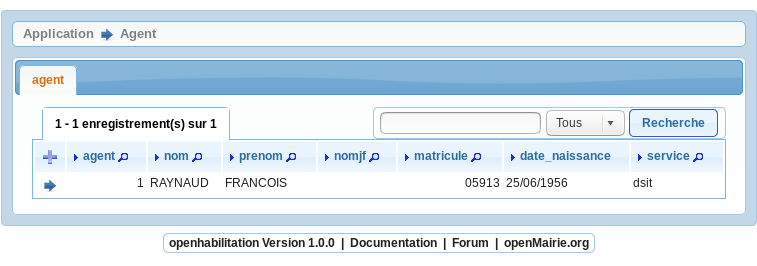 Application Agent
agent
1 - 1 enregistrement(s) sur 1 Tous Recherche
agent nom prenom nomjf matricule date_naissance service
1 RAYNAUD FRANCOIS 05913 25/06/1956 dsit
openhabilitation Version 1.0.0 | Documentation | Forum | openMairie.org